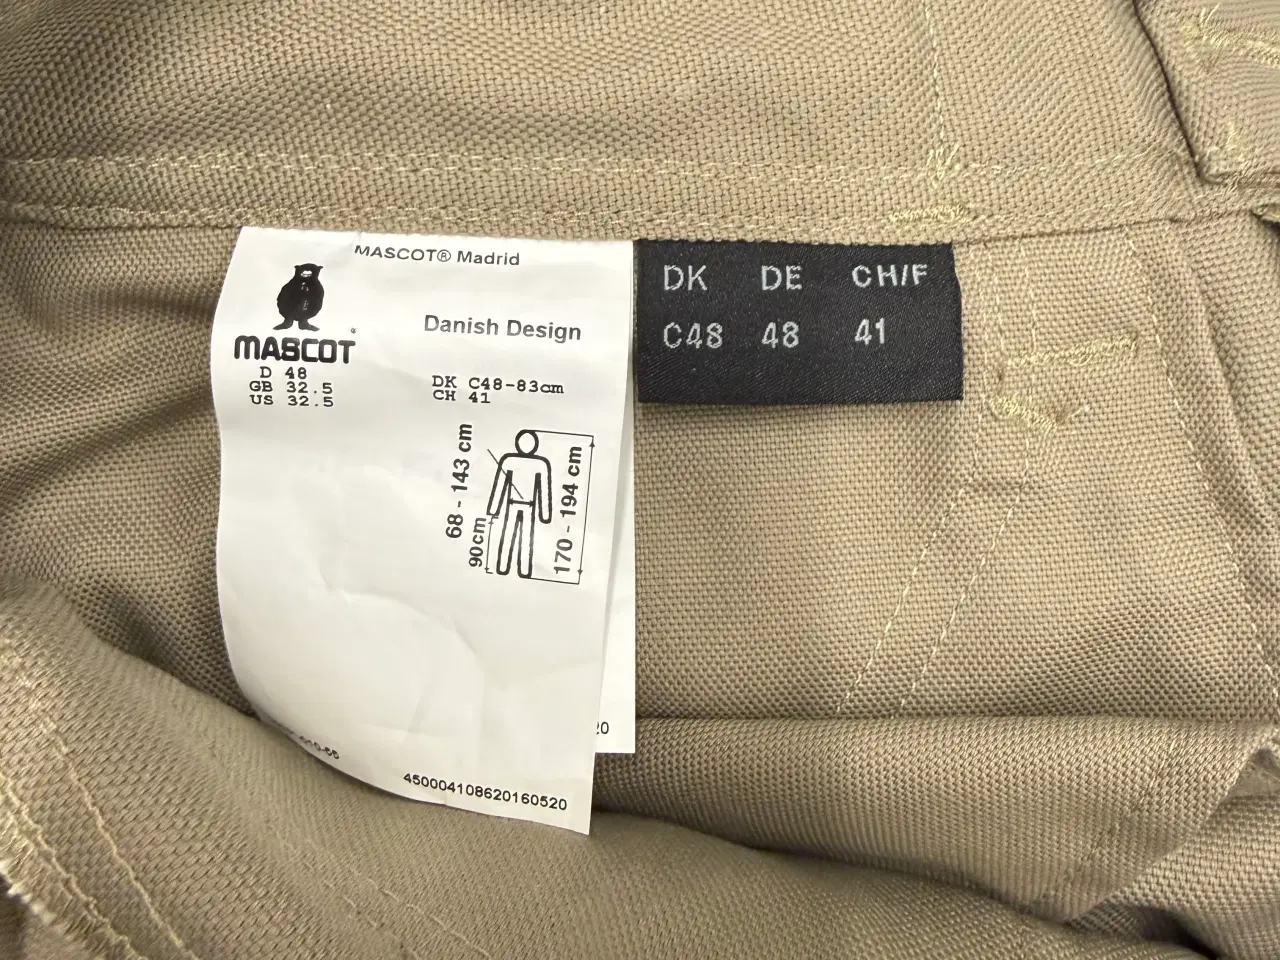 MASCOT® Madrid
MASCOT
Danish Design
D 48
GB 32.5
US 32.5
DK C48-83cm
CH 41
68 - 143 cm
90cm
170 - 194 cm
450004108620160520
20
DK DE CH/F
C48 48 41